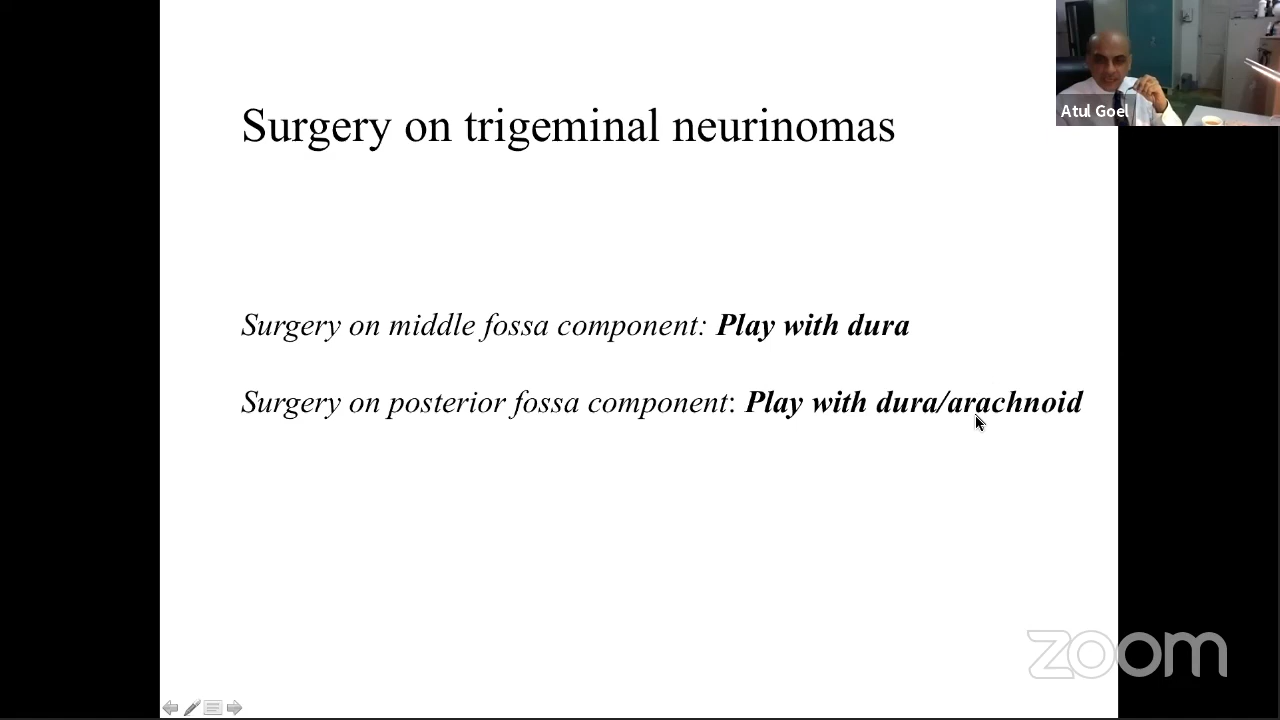 Atul Goel
Surgery on trigeminal neurinomas
Surgery on middle fossa component: Play with dura
Surgery on posterior fossa component: Play with dura/arachnoid
zoom